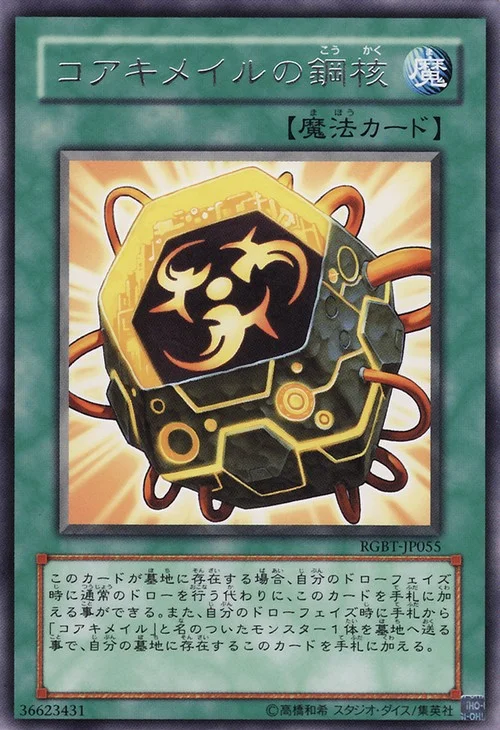 コアキメイルの鋼核
魔
【魔法カード】
RGBT-JP055
このカードが墓地に存在する場合、自分のドローフェイズ
時に通常のドローを行う代わりに、このカードを手札に加
える事ができる。また、自分のドローフェイズ時に手札から
「コアキメイル」と名のついたモンスター１体を墓地へ送る
事で、自分の墓地に存在するこのカードを手札に加える。
36623431
©高橋和希 スタジオ・ダイス/集英社